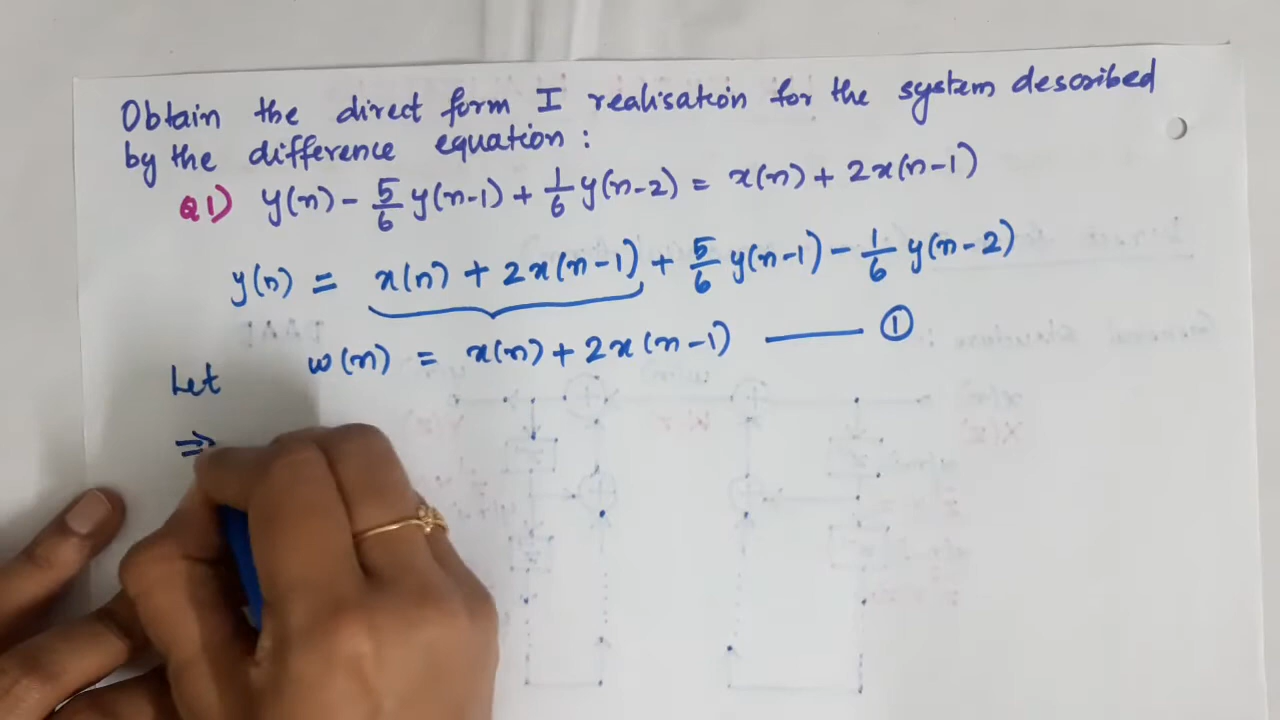 Obtain the direct form I realisation for the system described
by the difference equation :
Q1) y(n) - 5/6 y(n-1) + 1/6 y(n-2) = x(n) + 2x(n-1)
y(n) = x(n) + 2x(n-1) + 5/6 y(n-1) - 1/6 y(n-2)
Let w(n) = x(n) + 2x(n-1) —— ①
⇒